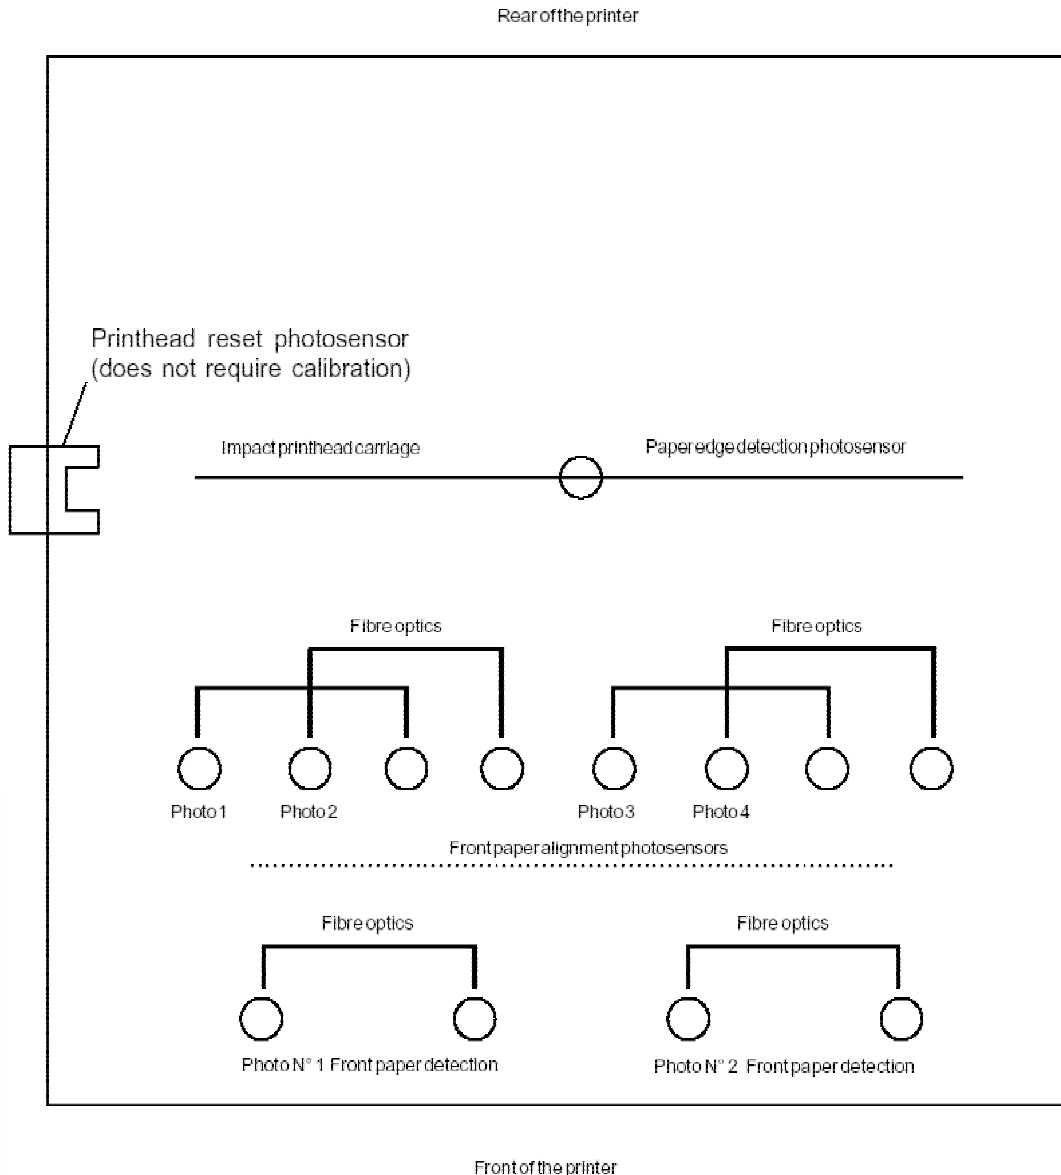 Rear of the printer
Printhead reset photosensor
(does not require calibration)
Impact printhead carriage
Paper edge detection photosensor
Fibre optics
Fibre optics
Photo 1
Photo 2
Photo 3
Photo 4
Front paper alignment photosensors
Fibre optics
Fibre optics
Photo N° 1 Front paper detection
Photo N° 2 Front paper detection
Front of the printer